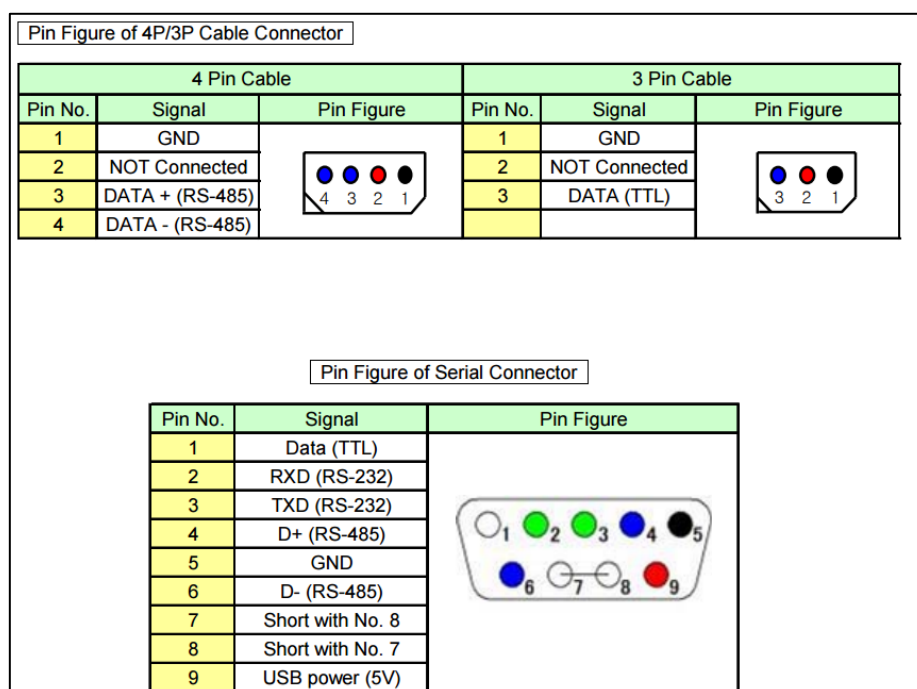 Pin Figure of 4P/3P Cable Connector
4 Pin Cable 3 Pin Cable
Pin No. Signal Pin Figure Pin No. Signal Pin Figure
1 GND 1 GND
2 NOT Connected 2 NOT Connected
3 DATA + (RS-485) 3 DATA (TTL)
4 DATA - (RS-485)
4 3 2 1
3 2 1
Pin Figure of Serial Connector
Pin No. Signal Pin Figure
1 Data (TTL)
2 RXD (RS-232)
3 TXD (RS-232)
4 D+ (RS-485)
5 GND
6 D- (RS-485)
7 Short with No. 8
8 Short with No. 7
9 USB power (5V)
1 2 3 4 5
6 7 8 9